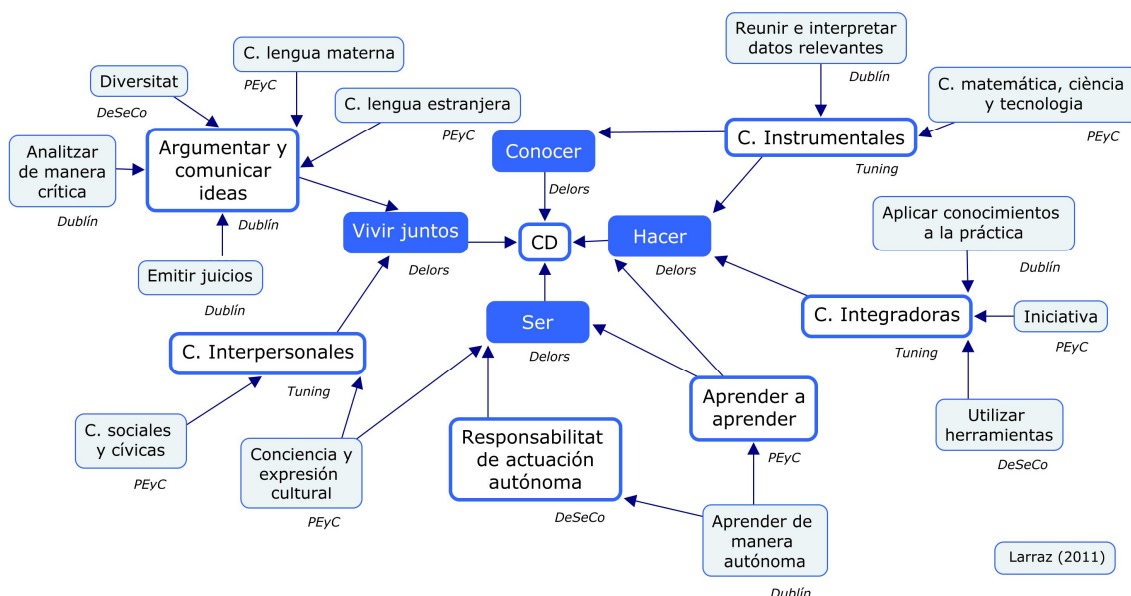 Reunir e interpretar
datos relevantes
Dublín
C. lengua materna
PEyC
Diversitat
DeSeCo
C. lengua estranjera
PEyC
C. matemática, ciència
y tecnologia
PEyC
Analitzar
de manera
crítica
Dublín
Argumentar y
comunicar
ideas
Dublín
Conocer
Delors
C. Instrumentales
Tuning
Vivir juntos
Delors
CD
Hacer
Delors
Aplicar conocimientos
a la práctica
Dublín
Emitir juicios
Dublín
Ser
Delors
C. Integradoras
Tuning
Iniciativa
PEyC
C. Interpersonales
Tuning
Aprender a
aprender
PEyC
Utilizar
herramientas
DeSeCo
C. sociales
y cívicas
PEyC
Conciencia y
expresión
cultural
PEyC
Responsabilitat
de actuación
autónoma
DeSeCo
Aprender de
manera
autónoma
Dublín
Larraz (2011)